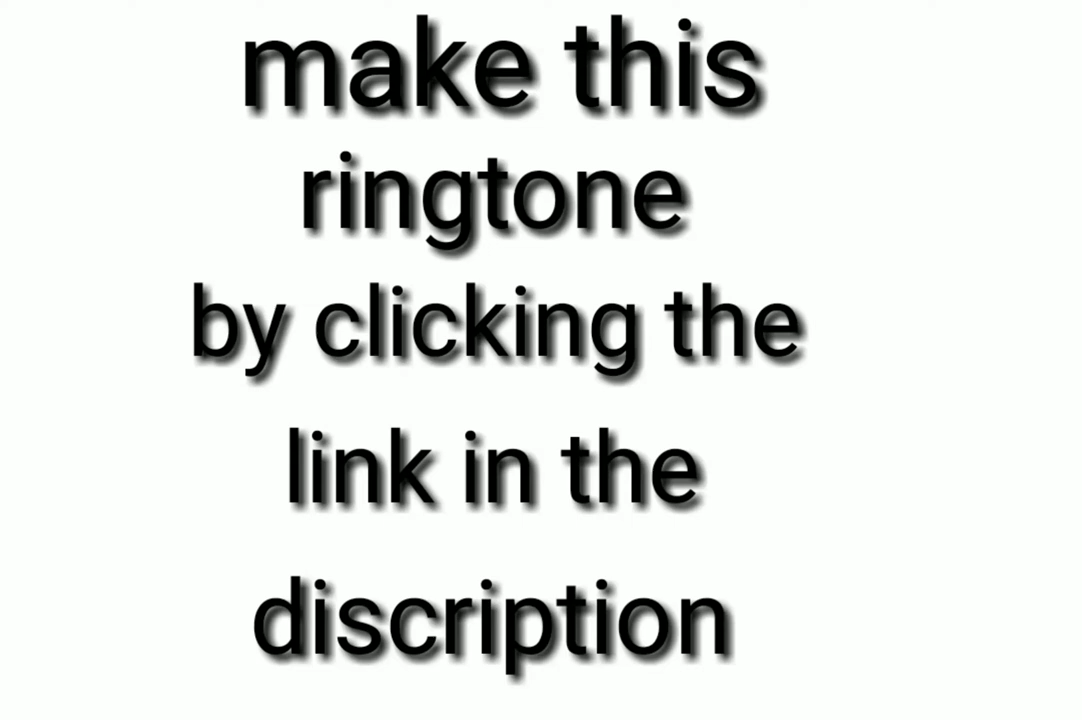 make this
ringtone
by clicking the
link in the
discription